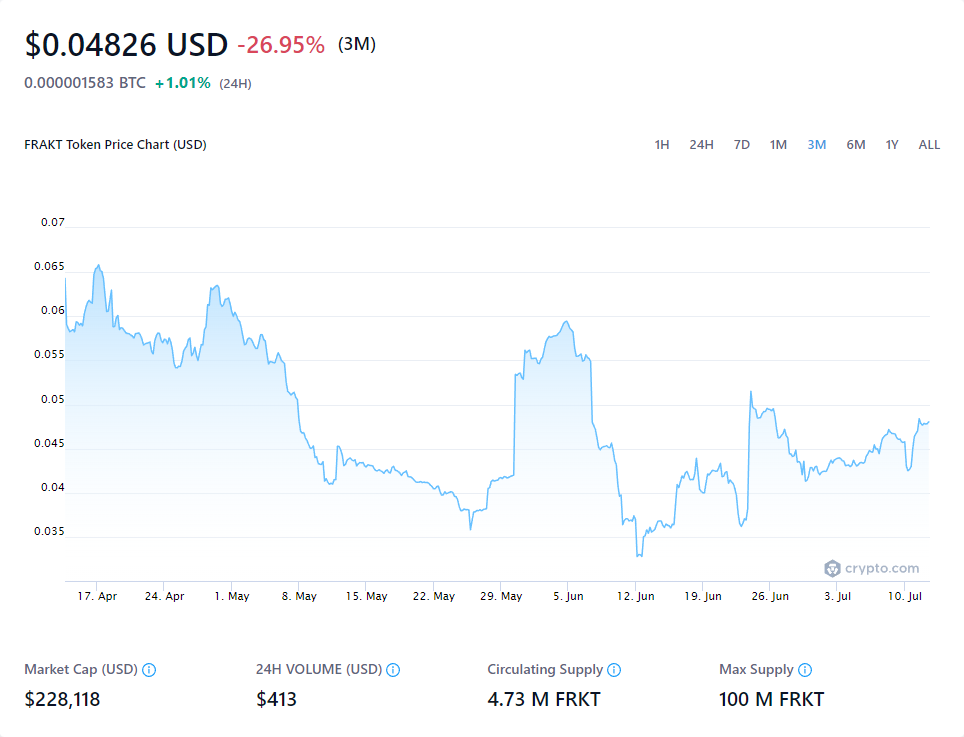 $0.04826 USD -26.95% (3M)
0.000001583 BTC +1.01% (24H)
FRAKT Token Price Chart (USD) 1H 24H 7D 1M 3M 6M 1Y ALL
0.07
0.065
0.06
0.055
0.05
0.045
0.04
0.035
crypto.com
17. Apr 24. Apr 1. May 8. May 15. May 22. May 29. May 5. Jun 12. Jun 19. Jun 26. Jun 3. Jul 10. Jul
Market Cap (USD) 24H VOLUME (USD) Circulating Supply Max Supply
$228,118 $413 4.73 M FRKT 100 M FRKT